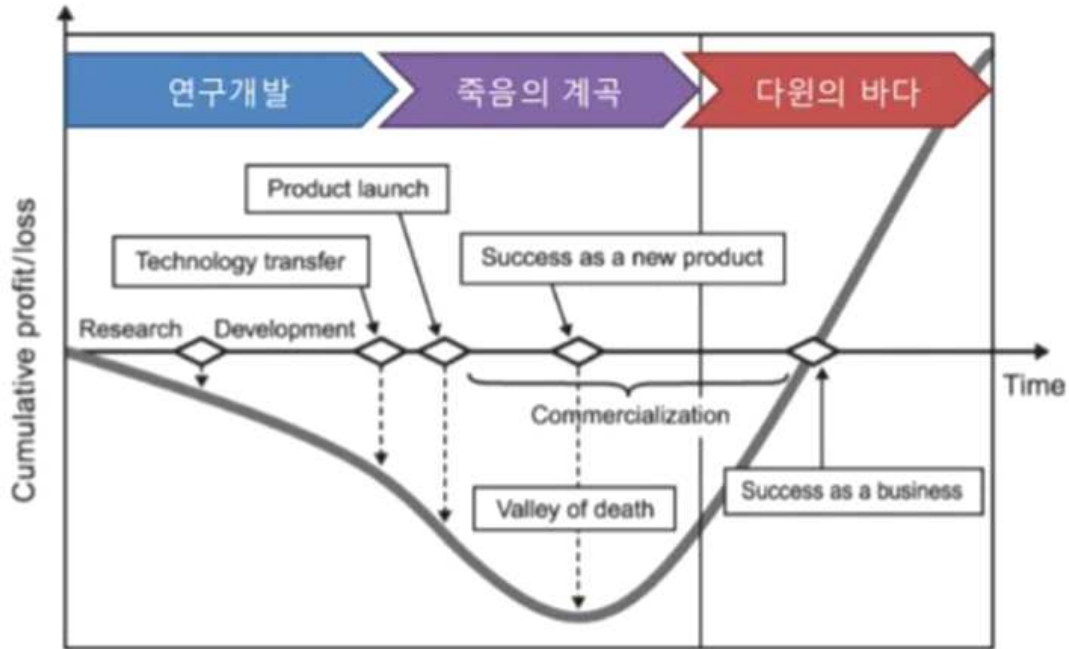 연구개발
죽음의 계곡
다윈의 바다
Product launch
Technology transfer
Success as a new product
Research
Development
Time
Commercialization
Success as a business
Valley of death
Cumulative profit/loss